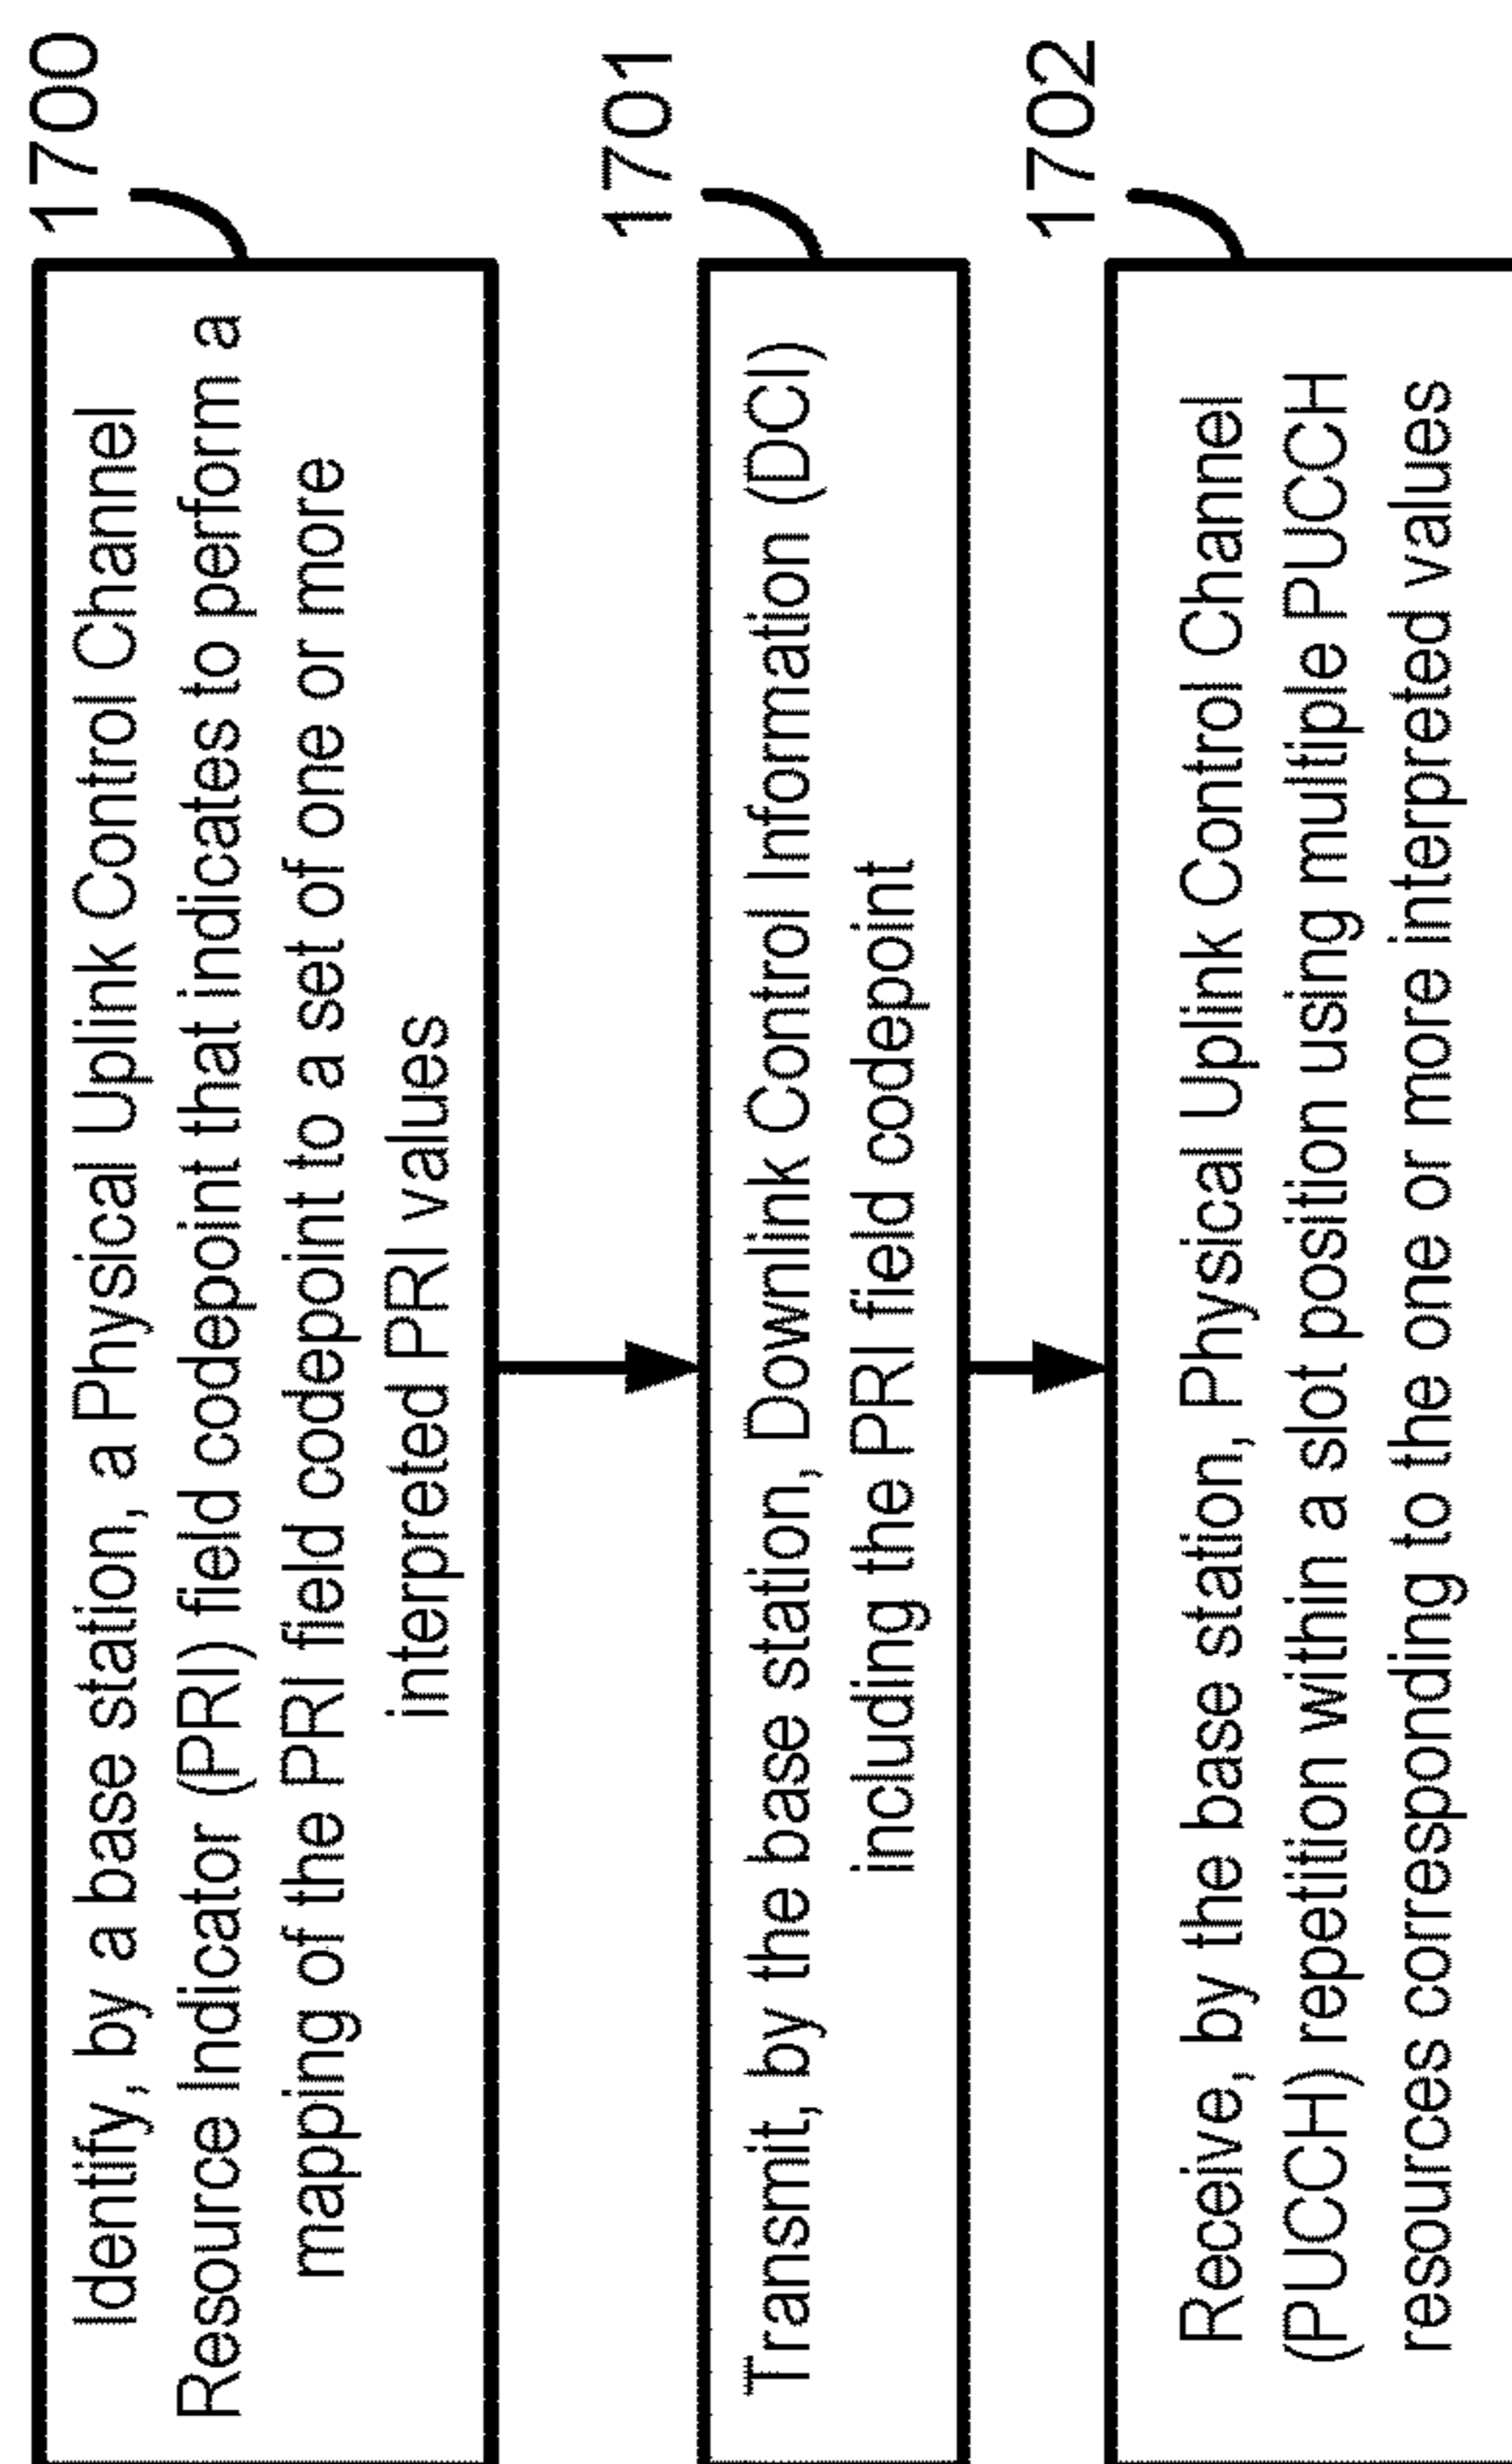 1700
Identify, by a base station, a Physical Uplink Control Channel
Resource Indicator (PRI) field codepoint that indicates to perform a
mapping of the PRI field codepoint to a set of one or more
interpreted PRI values
1701
Transmit, by the base station, Downlink Control Information (DCI)
including the PRI field codepoint
1702
Receive, by the base station, Physical Uplink Control Channel
(PUCCH) repetition within a slot position using multiple PUCCH
resources corresponding to the one or more interpreted values